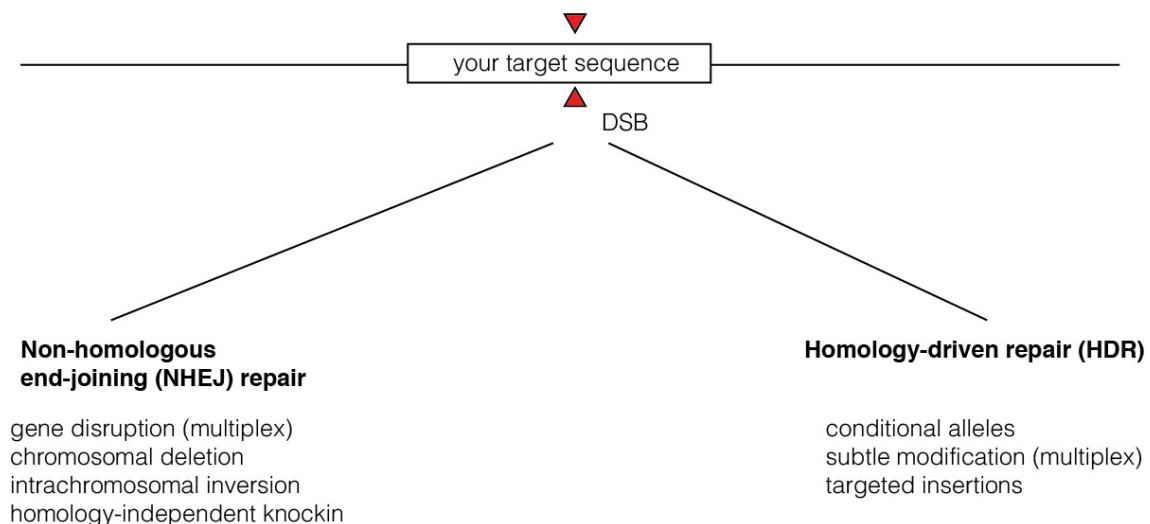 your target sequence
DSB
Non-homologous
end-joining (NHEJ) repair
gene disruption (multiplex)
chromosomal deletion
intrachromosomal inversion
homology-independent knockin
Homology-driven repair (HDR)
conditional alleles
subtle modification (multiplex)
targeted insertions